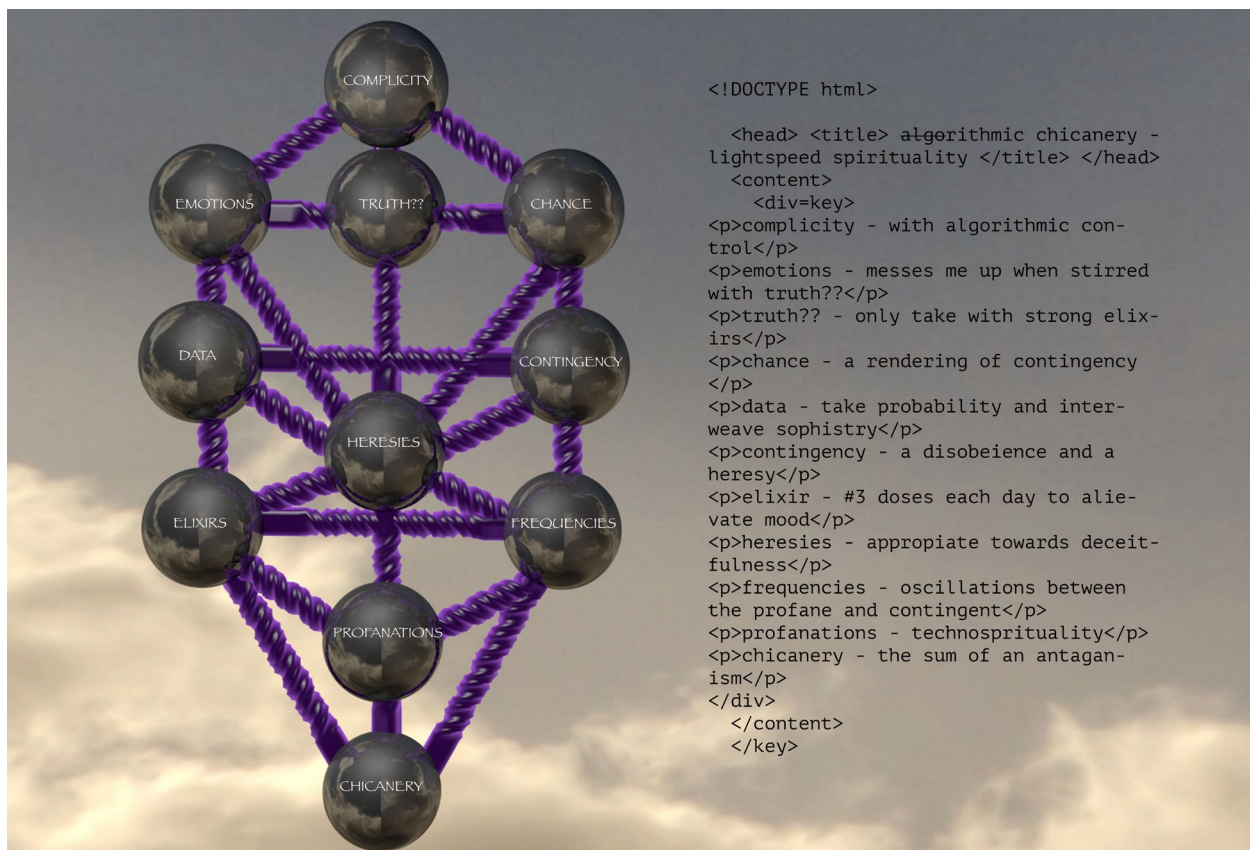 COMPLICITY
EMOTIONS
TRUTH??
CHANCE
DATA
CONTINGENCY
HERESIES
ELIXIRS
FREQUENCIES
PROFANATIONS
CHICANERY
<!DOCTYPE html>
<head> <title> algorithmic chicanery -
lightspeed spirituality </title> </head>
<content>
<div=key>
<p>complicity - with algorithmic con-
trol</p>
<p>emotions - messes me up when stirred
with truth??</p>
<p>truth?? - only take with strong elix-
irs</p>
<p>chance - a rendering of contingency
</p>
<p>data - take probability and inter-
weave sophistry</p>
<p>contingency - a disobeience and a
heresy</p>
<p>elixir - #3 doses each day to alie-
vate mood</p>
<p>heresies - appropiate towards deceit-
fulness</p>
<p>frequencies - oscillations between
the profane and contingent</p>
<p>profanations - technosprituality</p>
<p>chicanery - the sum of an antagan-
ism</p>
</div>
</content>
</key>